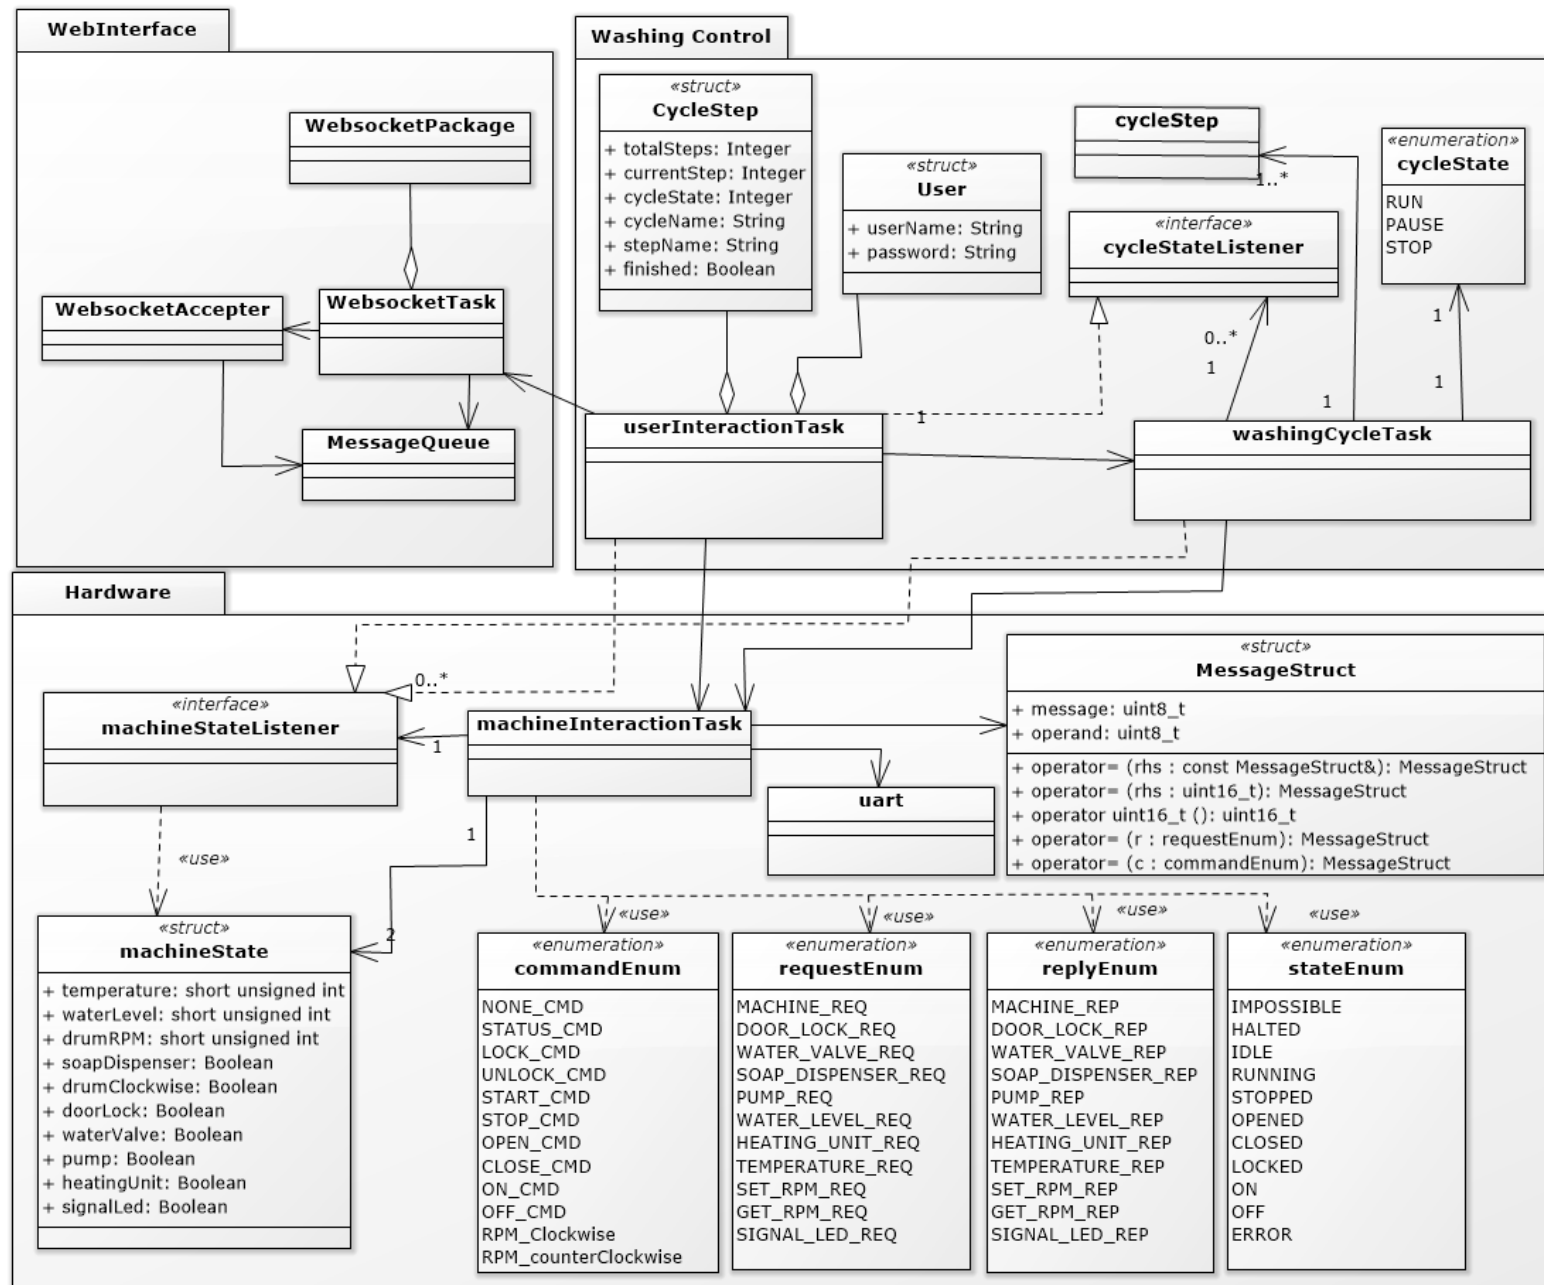 WebInterface
WebsocketPackage
WebsocketAccepter
WebsocketTask
MessageQueue
Washing Control
«struct»
CycleStep
+ totalSteps: Integer
+ currentStep: Integer
+ cycleState: Integer
+ cycleName: String
+ stepName: String
+ finished: Boolean
«struct»
User
+ userName: String
+ password: String
cycleStep
1..*
«interface»
cycleStateListener
«enumeration»
cycleState
RUN
PAUSE
STOP
0..*
1
1
1
1
1
userInteractionTask
washingCycleTask
Hardware
0..*
«interface»
machineStateListener
1
machineInteractionTask
1
«use»
2
uart
«struct»
MessageStruct
+ message: uint8_t
+ operand: uint8_t
+ operator= (rhs : const MessageStruct&): MessageStruct
+ operator= (rhs : uint16_t): MessageStruct
+ operator uint16_t (): uint16_t
+ operator= (r : requestEnum): MessageStruct
+ operator= (c : commandEnum): MessageStruct
«struct»
machineState
+ temperature: short unsigned int
+ waterLevel: short unsigned int
+ drumRPM: short unsigned int
+ soapDispenser: Boolean
+ drumClockwise: Boolean
+ doorLock: Boolean
+ waterValve: Boolean
+ pump: Boolean
+ heatingUnit: Boolean
+ signalLed: Boolean
«use»
«use»
«use»
«use»
«enumeration»
commandEnum
NONE_CMD
STATUS_CMD
LOCK_CMD
UNLOCK_CMD
START_CMD
STOP_CMD
OPEN_CMD
CLOSE_CMD
ON_CMD
OFF_CMD
RPM_Clockwise
RPM_counterClockwise
«enumeration»
requestEnum
MACHINE_REQ
DOOR_LOCK_REQ
WATER_VALVE_REQ
SOAP_DISPENSER_REQ
PUMP_REQ
WATER_LEVEL_REQ
HEATING_UNIT_REQ
TEMPERATURE_REQ
SET_RPM_REQ
GET_RPM_REQ
SIGNAL_LED_REQ
«enumeration»
replyEnum
MACHINE_REP
DOOR_LOCK_REP
WATER_VALVE_REP
SOAP_DISPENSER_REP
PUMP_REP
WATER_LEVEL_REP
HEATING_UNIT_REP
TEMPERATURE_REP
SET_RPM_REP
GET_RPM_REP
SIGNAL_LED_REP
«enumeration»
stateEnum
IMPOSSIBLE
HALTED
IDLE
RUNNING
STOPPED
OPENED
CLOSED
LOCKED
ON
OFF
ERROR